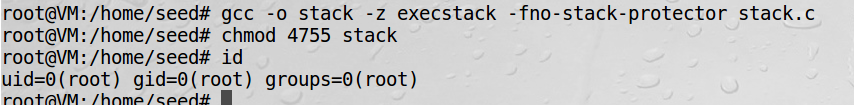 root@VM:/home/seed# gcc -o stack -z execstack -fno-stack-protector stack.c
root@VM:/home/seed# chmod 4755 stack
root@VM:/home/seed# id
uid=0(root) gid=0(root) groups=0(root)
root@VM:/home/seed#